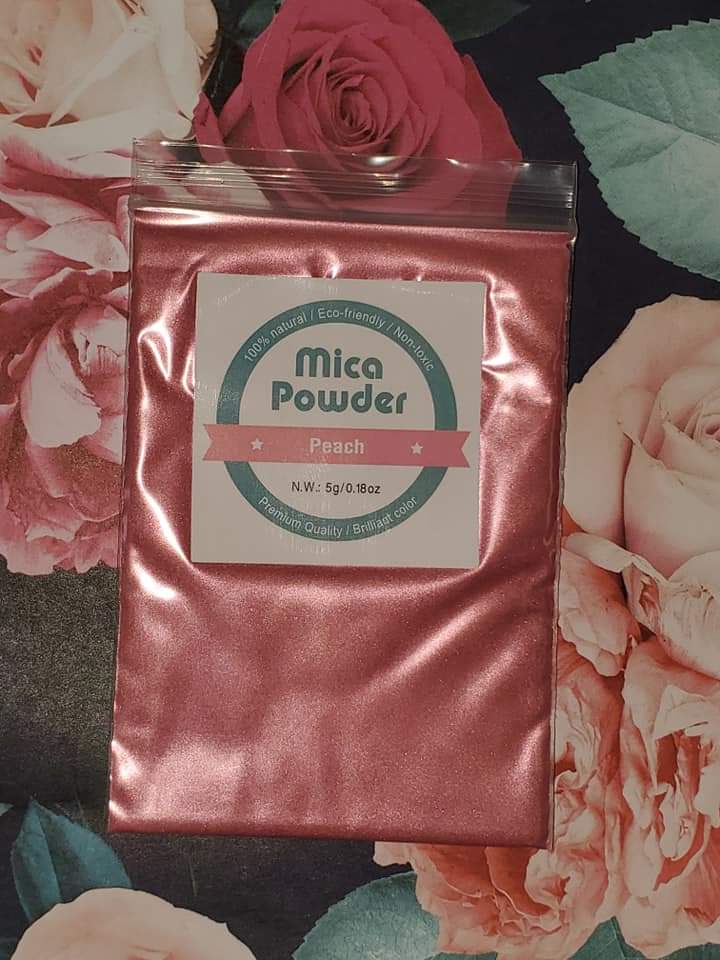 100% natural / Eco-friendly / Non-toxic
Mica
Powder
Peach
N.W.: 5g/0.18oz
Premium Quality / Brilliant color